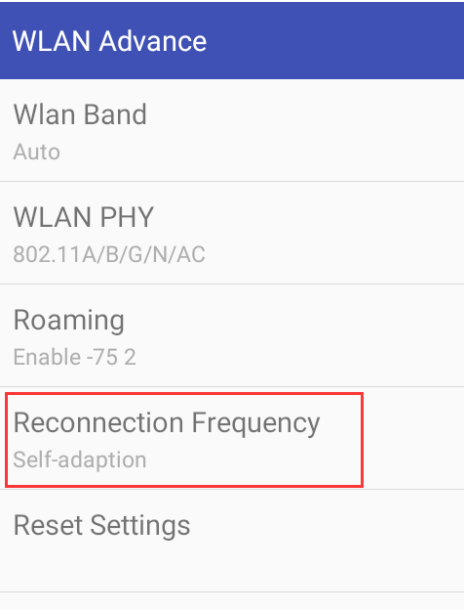 WLAN Advance
Wlan Band
Auto
WLAN PHY
802.11A/B/G/N/AC
Roaming
Enable -75 2
Reconnection Frequency
Self-adaption
Reset Settings